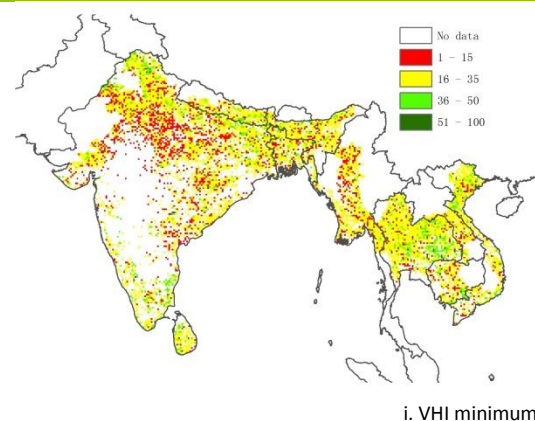 No data
1 - 15
16 - 35
36 - 50
51 - 100
i. VHI minimum